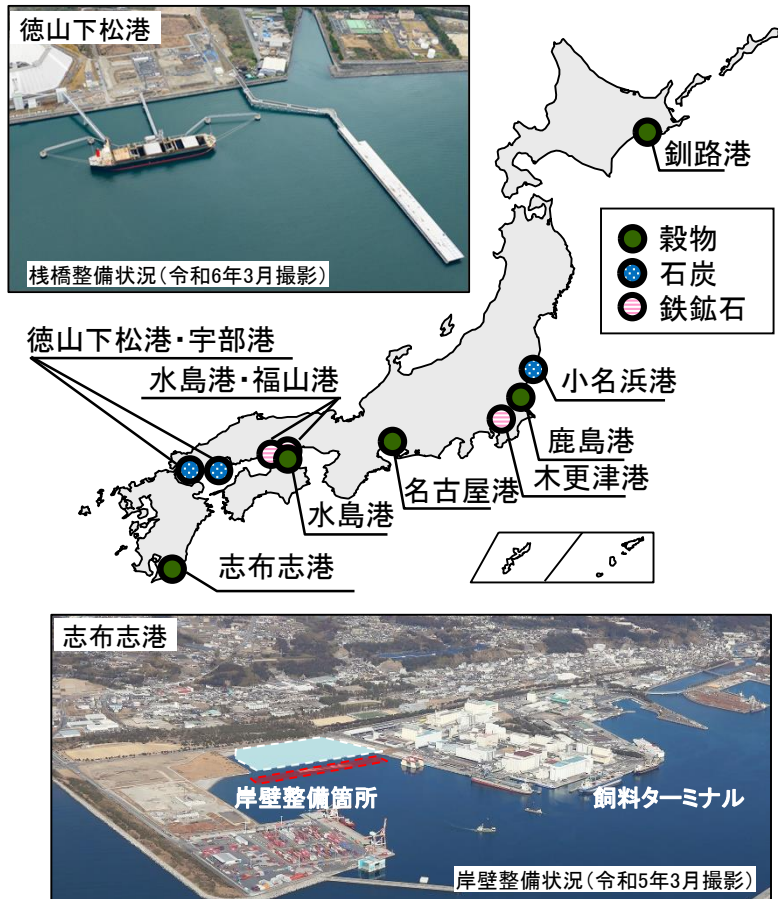 徳山下松港
桟橋整備状況(令和6年3月撮影)
釧路港
穀物
石炭
鉄鉱石
徳山下松港・宇部港
水島港・福山港
小名浜港
鹿島港
木更津港
名古屋港
水島港
志布志港
志布志港
岸壁整備箇所
飼料ターミナル
岸壁整備状況(令和5年3月撮影)